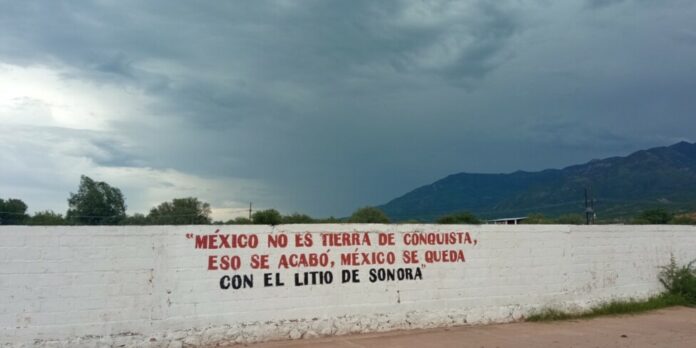 "MÉXICO NO ES TIERRA DE CONQUISTA,
ESO SE ACABÓ, MÉXICO SE QUEDA
CON EL LITIO DE SONORA"